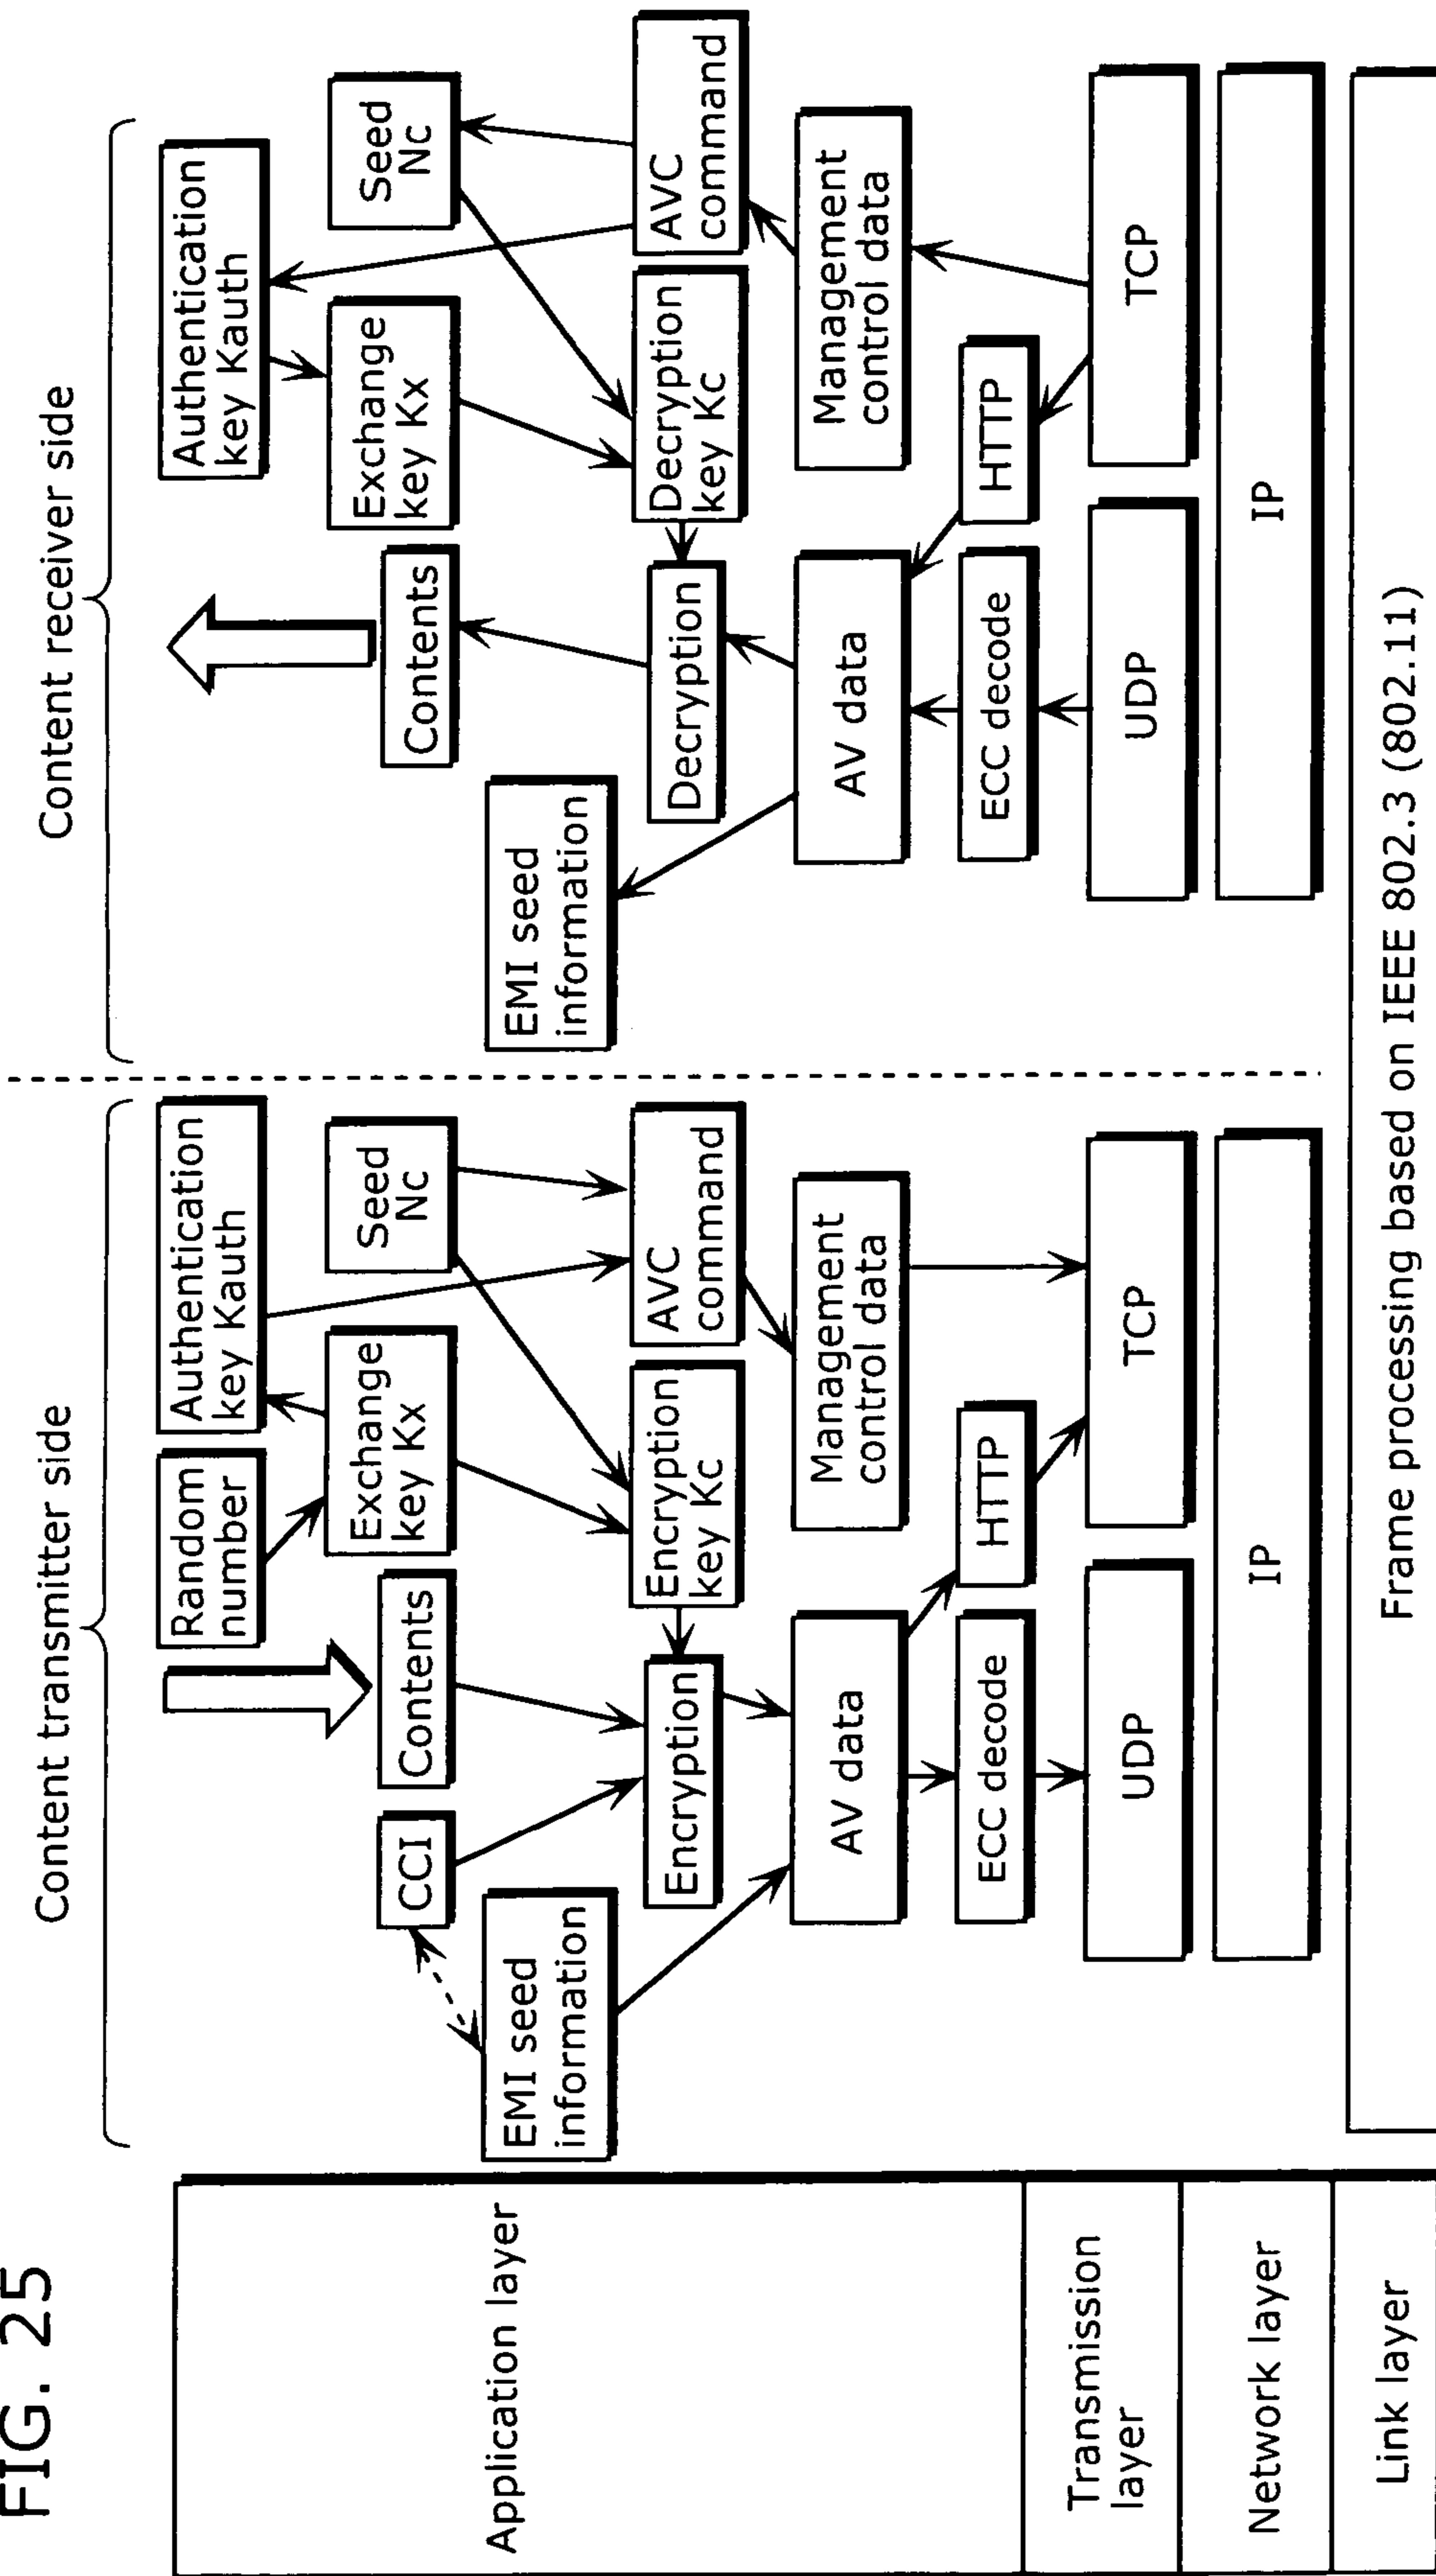 FIG. 25
Application layer
Transmission
layer
Network layer
Link layer
Content transmitter side
Random
number
Authentication
key Kauth
Exchange
key Kx
Seed
Nc
CCI
Contents
EMI seed
information
Encryption
Encryption
key Kc
AVC
command
AV data
Management
control data
ECC decode
HTTP
UDP
TCP
IP
Content receiver side
Authentication
key Kauth
Exchange
key Kx
Seed
Nc
Contents
EMI seed
information
Decryption
Decryption
key Kc
AVC
command
AV data
Management
control data
ECC decode
HTTP
UDP
TCP
IP
Frame processing based on IEEE 802.3 (802.11)